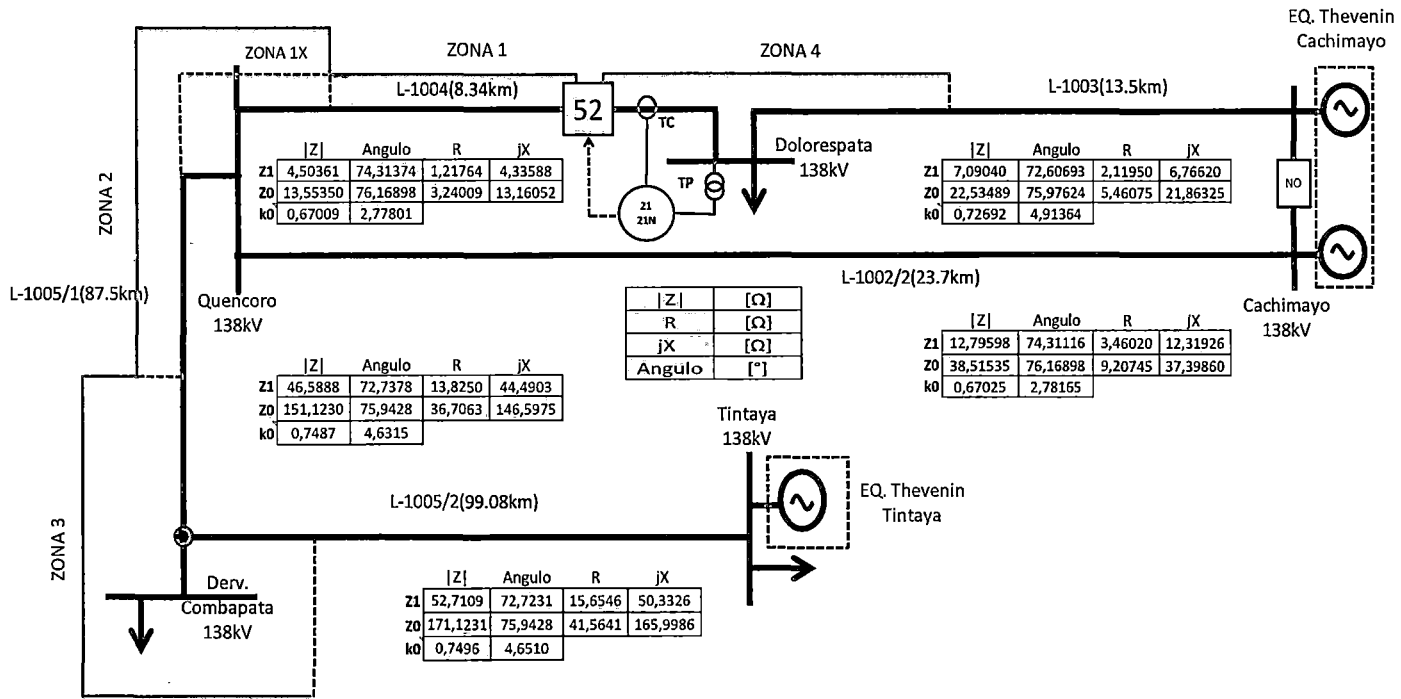 EQ. Thevenin
Cachimayo
ZONA 1X
ZONA 1
ZONA 4
L-1004(8.34km)
52
TC
L-1003(13.5km)
Dolorespata
138kV
TP
21
21N
NO
|Z| Angulo R jX
Z1 4,50361 74,31374 1,21764 4,33588
Z0 13,55350 76,16898 3,24009 13,16052
k0 0,67009 2,77801
|Z| Angulo R jX
Z1 7,09040 72,60693 2,11950 6,76620
Z0 22,53489 75,97624 5,46075 21,86325
k0 0,72692 4,91364
ZONA 2
L-1002/2(23.7km)
L-1005/1(87.5km)
Quencoro
138kV
Cachimayo
138kV
|Z| [Ω]
R [Ω]
jX [Ω]
Angulo [°]
|Z| Angulo R jX
Z1 12,79598 74,31116 3,46020 12,31926
Z0 38,51535 76,16898 9,20745 37,39860
k0 0,67025 2,78165
|Z| Angulo R jX
Z1 46,5888 72,7378 13,8250 44,4903
Z0 151,1230 75,9428 36,7063 146,5975
k0 0,7487 4,6315
Tintaya
138kV
L-1005/2(99.08km)
EQ. Thevenin
Tintaya
ZONA 3
Derv.
Combapata
138kV
|Z| Angulo R jX
Z1 52,7109 72,7231 15,6546 50,3326
Z0 171,1231 75,9428 41,5641 165,9986
k0 0,7496 4,6510